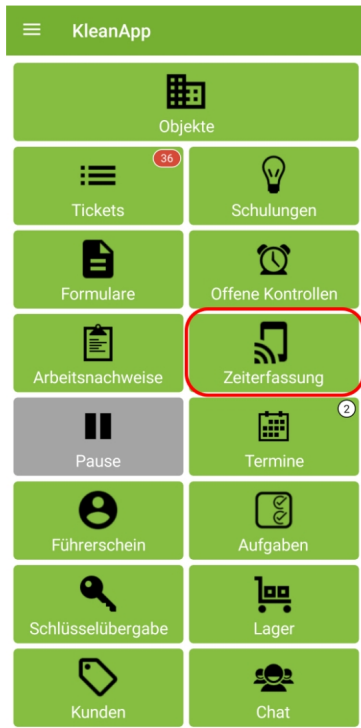 KleanApp
Objekte
36
Tickets
Schulungen
Formulare
Offene Kontrollen
Arbeitsnachweise
Zeiterfassung
2
Pause
Termine
Führerschein
Aufgaben
Schlüsselübergabe
Lager
Kunden
Chat